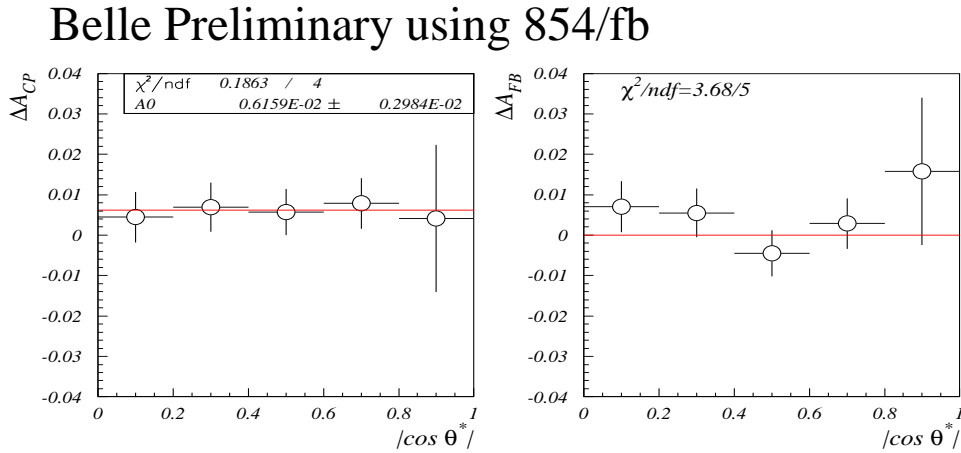 Belle Preliminary using 854/fb
ΔA_CP
χ²/ndf 0.1863 / 4
A0 0.6159E-02 ± 0.2984E-02
0.04
0.03
0.02
0.01
0
-0.01
-0.02
-0.03
-0.04
0 0.2 0.4 0.6 0.8 1
|cos θ*|
ΔA_FB
χ²/ndf=3.68/5
0.04
0.03
0.02
0.01
0
-0.01
-0.02
-0.03
-0.04
0 0.2 0.4 0.6 0.8 1
|cos θ*|